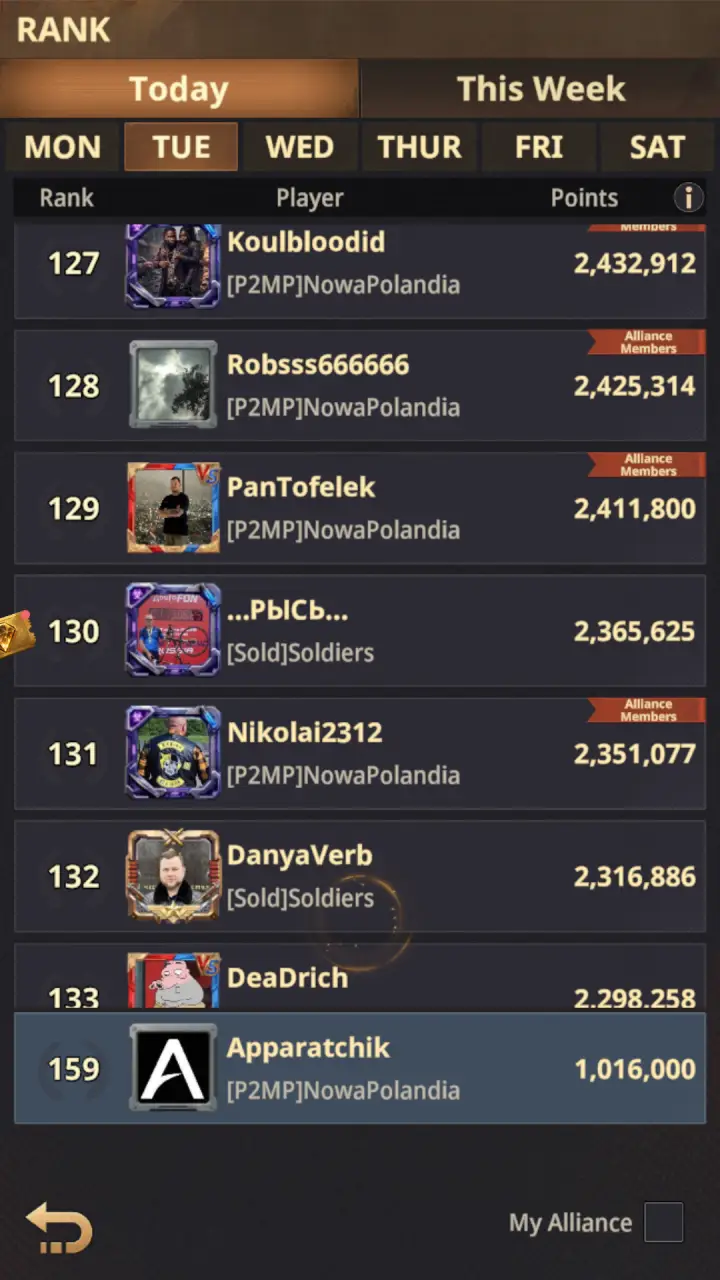 RANK
Today
This Week
MON
TUE
WED
THUR
FRI
SAT
Rank
Player
Points
127
Koulbloodid
[P2MP]NowaPolandia
Members
2,432,912
128
Robsss666666
[P2MP]NowaPolandia
Alliance
Members
2,425,314
129
PanTofelek
[P2MP]NowaPolandia
Alliance
Members
2,411,800
130
...РЫСЬ...
[Sold]Soldiers
2,365,625
131
Nikolai2312
[P2MP]NowaPolandia
Alliance
Members
2,351,077
132
DanyaVerb
[Sold]Soldiers
2,316,886
133
DeaDrich
2,298,258
159
Apparatchik
[P2MP]NowaPolandia
1,016,000
My Alliance